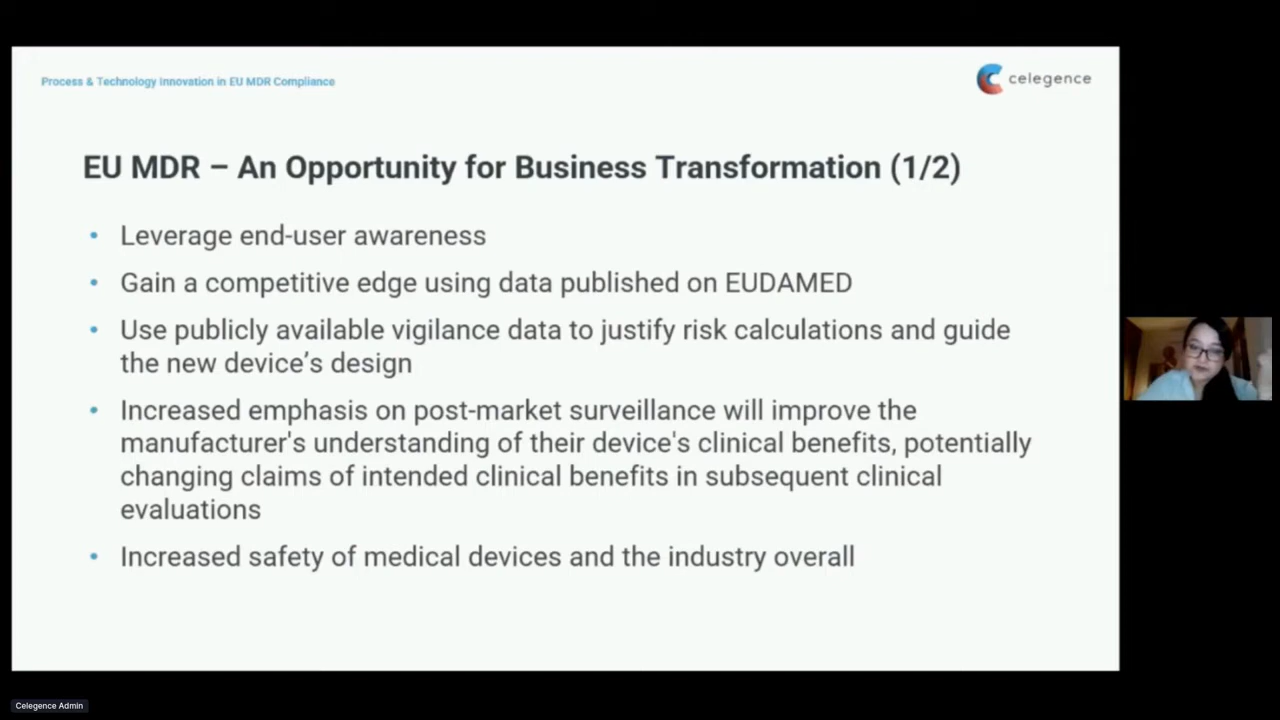 Process & Technology Innovation in EU MDR Compliance
celegence
EU MDR – An Opportunity for Business Transformation (1/2)
• Leverage end-user awareness
• Gain a competitive edge using data published on EUDAMED
• Use publicly available vigilance data to justify risk calculations and guide
the new device’s design
• Increased emphasis on post-market surveillance will improve the
manufacturer's understanding of their device's clinical benefits, potentially
changing claims of intended clinical benefits in subsequent clinical
evaluations
• Increased safety of medical devices and the industry overall
Celegence Admin